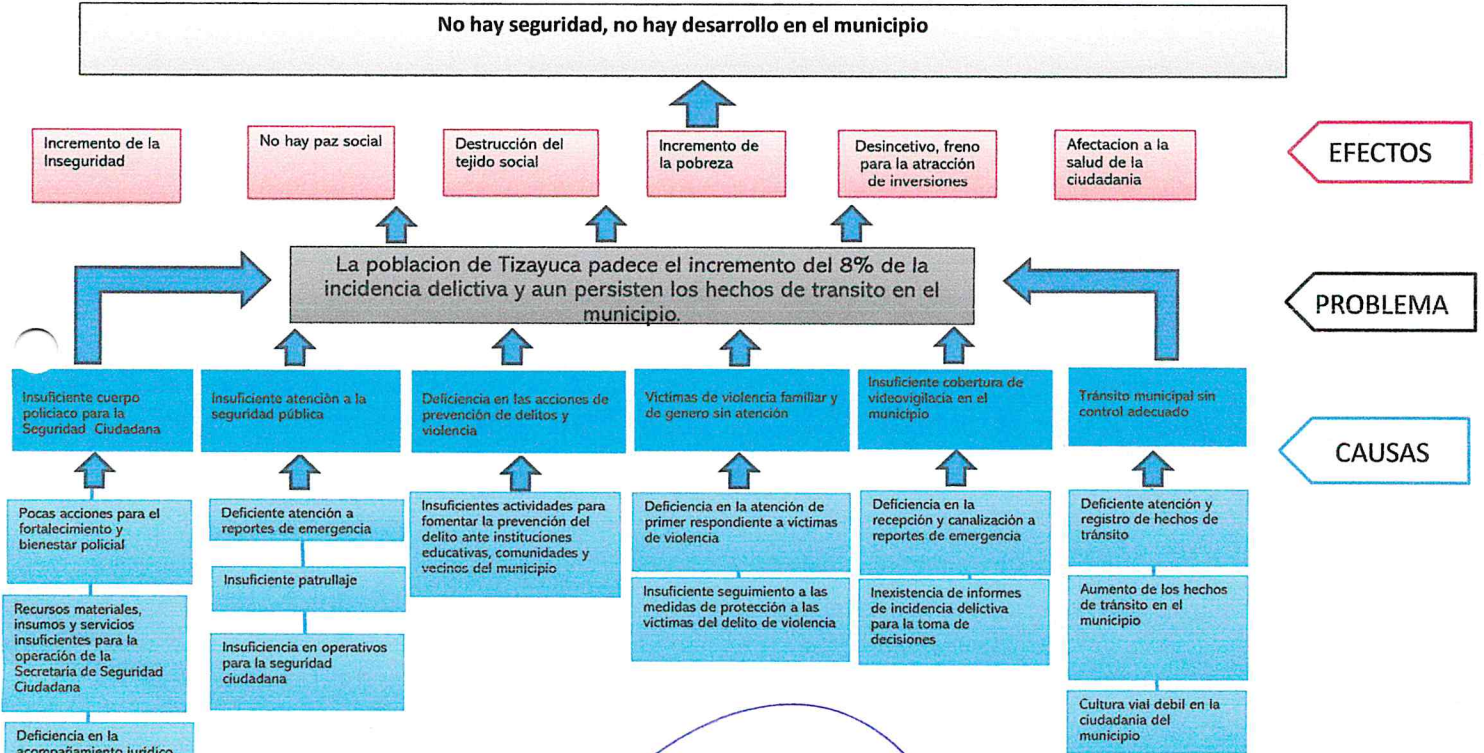 No hay seguridad, no hay desarrollo en el municipio
Incremento de la
Inseguridad
No hay paz social
Destrucción del
tejido social
Incremento de
la pobreza
Desincetivo, freno
para la atracción
de inversiones
Afectacion a la
salud de la
ciudadania
EFECTOS
La poblacion de Tizayuca padece el incremento del 8% de la
incidencia delictiva y aun persisten los hechos de transito en el
municipio.
PROBLEMA
Insuficiente cuerpo
policiaco para la
Seguridad Ciudadana
Insuficiente atención a la
seguridad pública
Deficiencia en las acciones de
prevención de delitos y
violencia
Victimas de violencia familiar y
de genero sin atención
Insuficiente cobertura de
videovigilacia en el
municipio
Tránsito municipal sin
control adecuado
CAUSAS
Pocas acciones para el
fortalecimiento y
bienestar policial
Recursos materiales,
insumos y servicios
insuficientes para la
operación de la
Secretaria de Seguridad
Ciudadana
Deficiencia en la
acompañamiento jurídico
Deficiente atención a
reportes de emergencia
Insuficiente patrullaje
Insuficiencia en operativos
para la seguridad
ciudadana
Insuficientes actividades para
fomentar la prevención del
delito ante instituciones
educativas, comunidades y
vecinos del municipio
Deficiencia en la atención de
primer respondiente a víctimas
de violencia
Insuficiente seguimiento a las
medidas de protección a las
victimas del delito de violencia
Deficiencia en la
recepción y canalización a
reportes de emergencia
Inexistencia de informes
de incidencia delictiva
para la toma de
decisiones
Deficiente atención y
registro de hechos de
tránsito
Aumento de los hechos
de tránsito en el
municipio
Cultura vial debil en la
ciudadania del
municipio